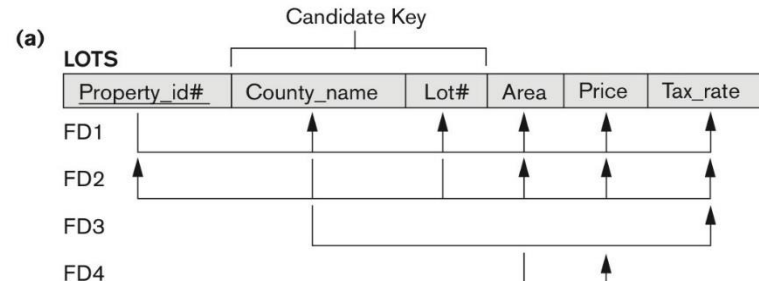 Candidate Key
(a)
LOTS
Property_id# County_name Lot# Area Price Tax_rate
FD1
FD2
FD3
FD4